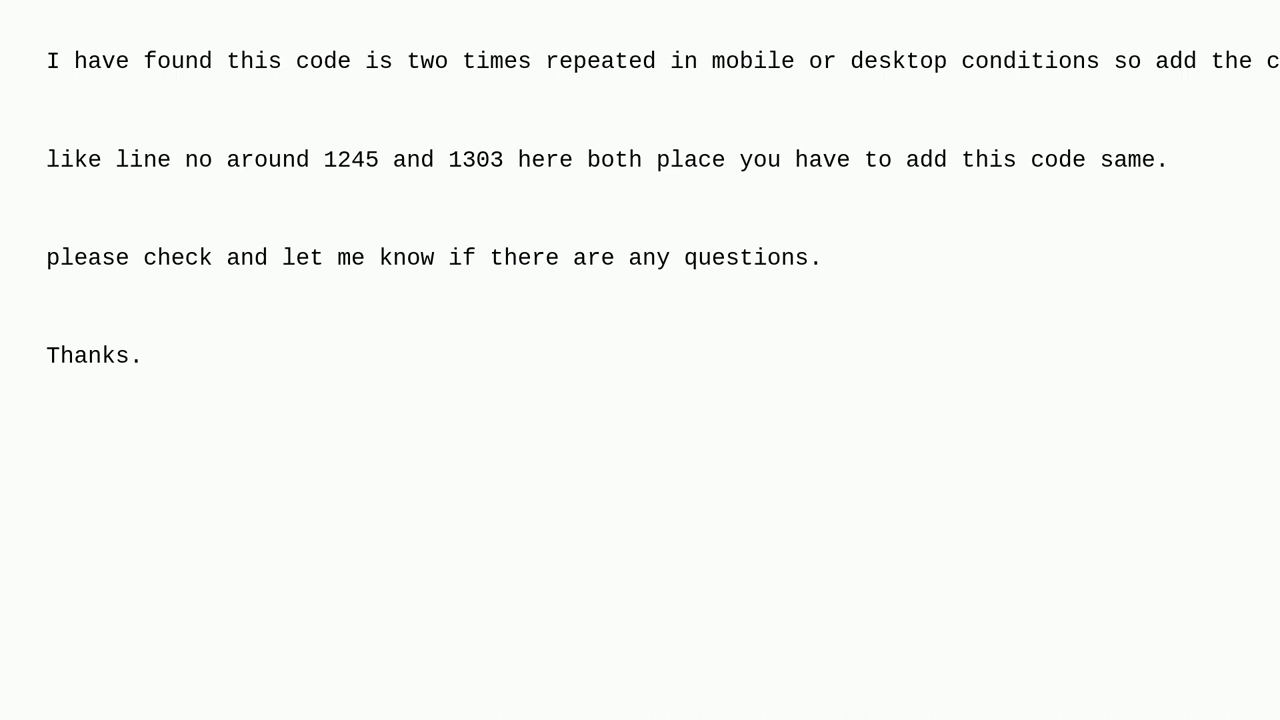 I have found this code is two times repeated in mobile or desktop conditions so add the
like line no around 1245 and 1303 here both place you have to add this code same.
please check and let me know if there are any questions.
Thanks.